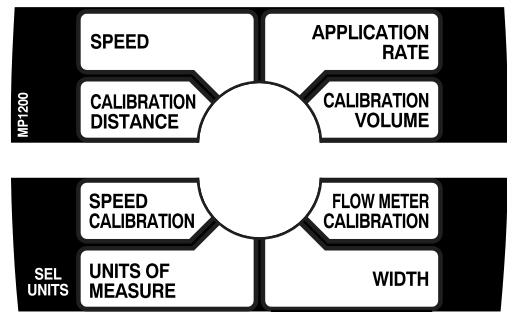 SPEED
APPLICATION
RATE
MP1200
CALIBRATION
DISTANCE
CALIBRATION
VOLUME
SPEED
CALIBRATION
FLOW METER
CALIBRATION
SEL
UNITS
UNITS OF
MEASURE
WIDTH